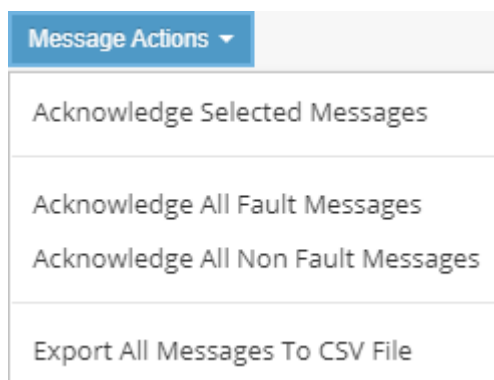 Message Actions
Acknowledge Selected Messages
Acknowledge All Fault Messages
Acknowledge All Non Fault Messages
Export All Messages To CSV File